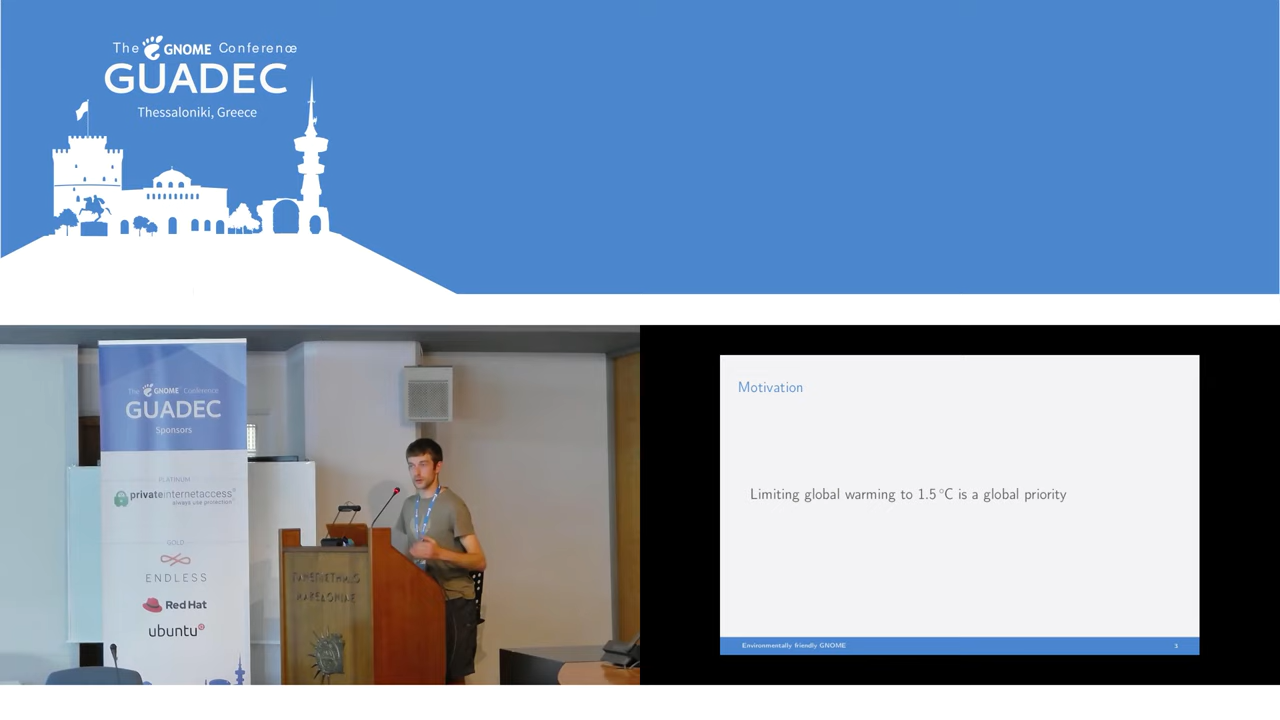 The GNOME Conference
GUADEC
Thessaloniki, Greece
The GNOME Conference
GUADEC
Sponsors
PLATINUM
privateinternetaccess®
always use protection
GOLD
ENDLESS
Red Hat
ubuntu®
Motivation
Limiting global warming to 1.5 °C is a global priority
Environmentally friendly GNOME